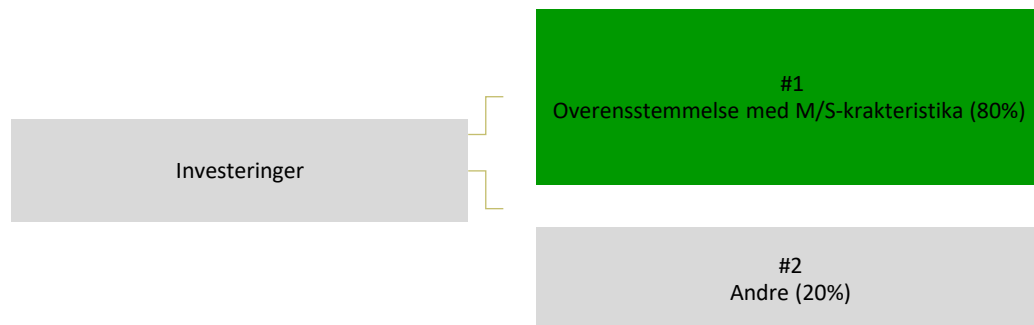 Investeringer
#1
Overensstemmelse med M/S-krakteristika (80%)
#2
Andre (20%)